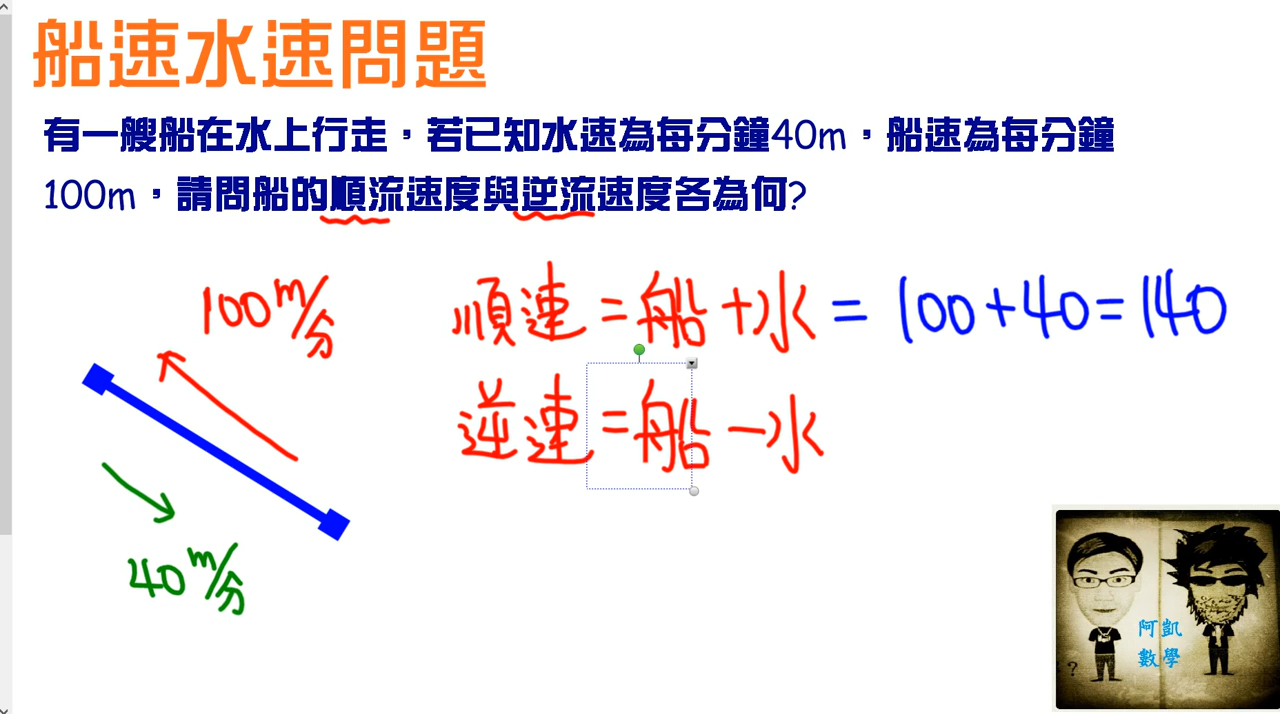 船速水速問題
有一艘船在水上行走,若已知水速為每分鐘40m,船速為每分鐘
100m,請問船的順流速度與逆流速度各為何?
100m/分
順速=船+水=100+40=140
逆速=船-水
40m/分
阿凱
數學
?